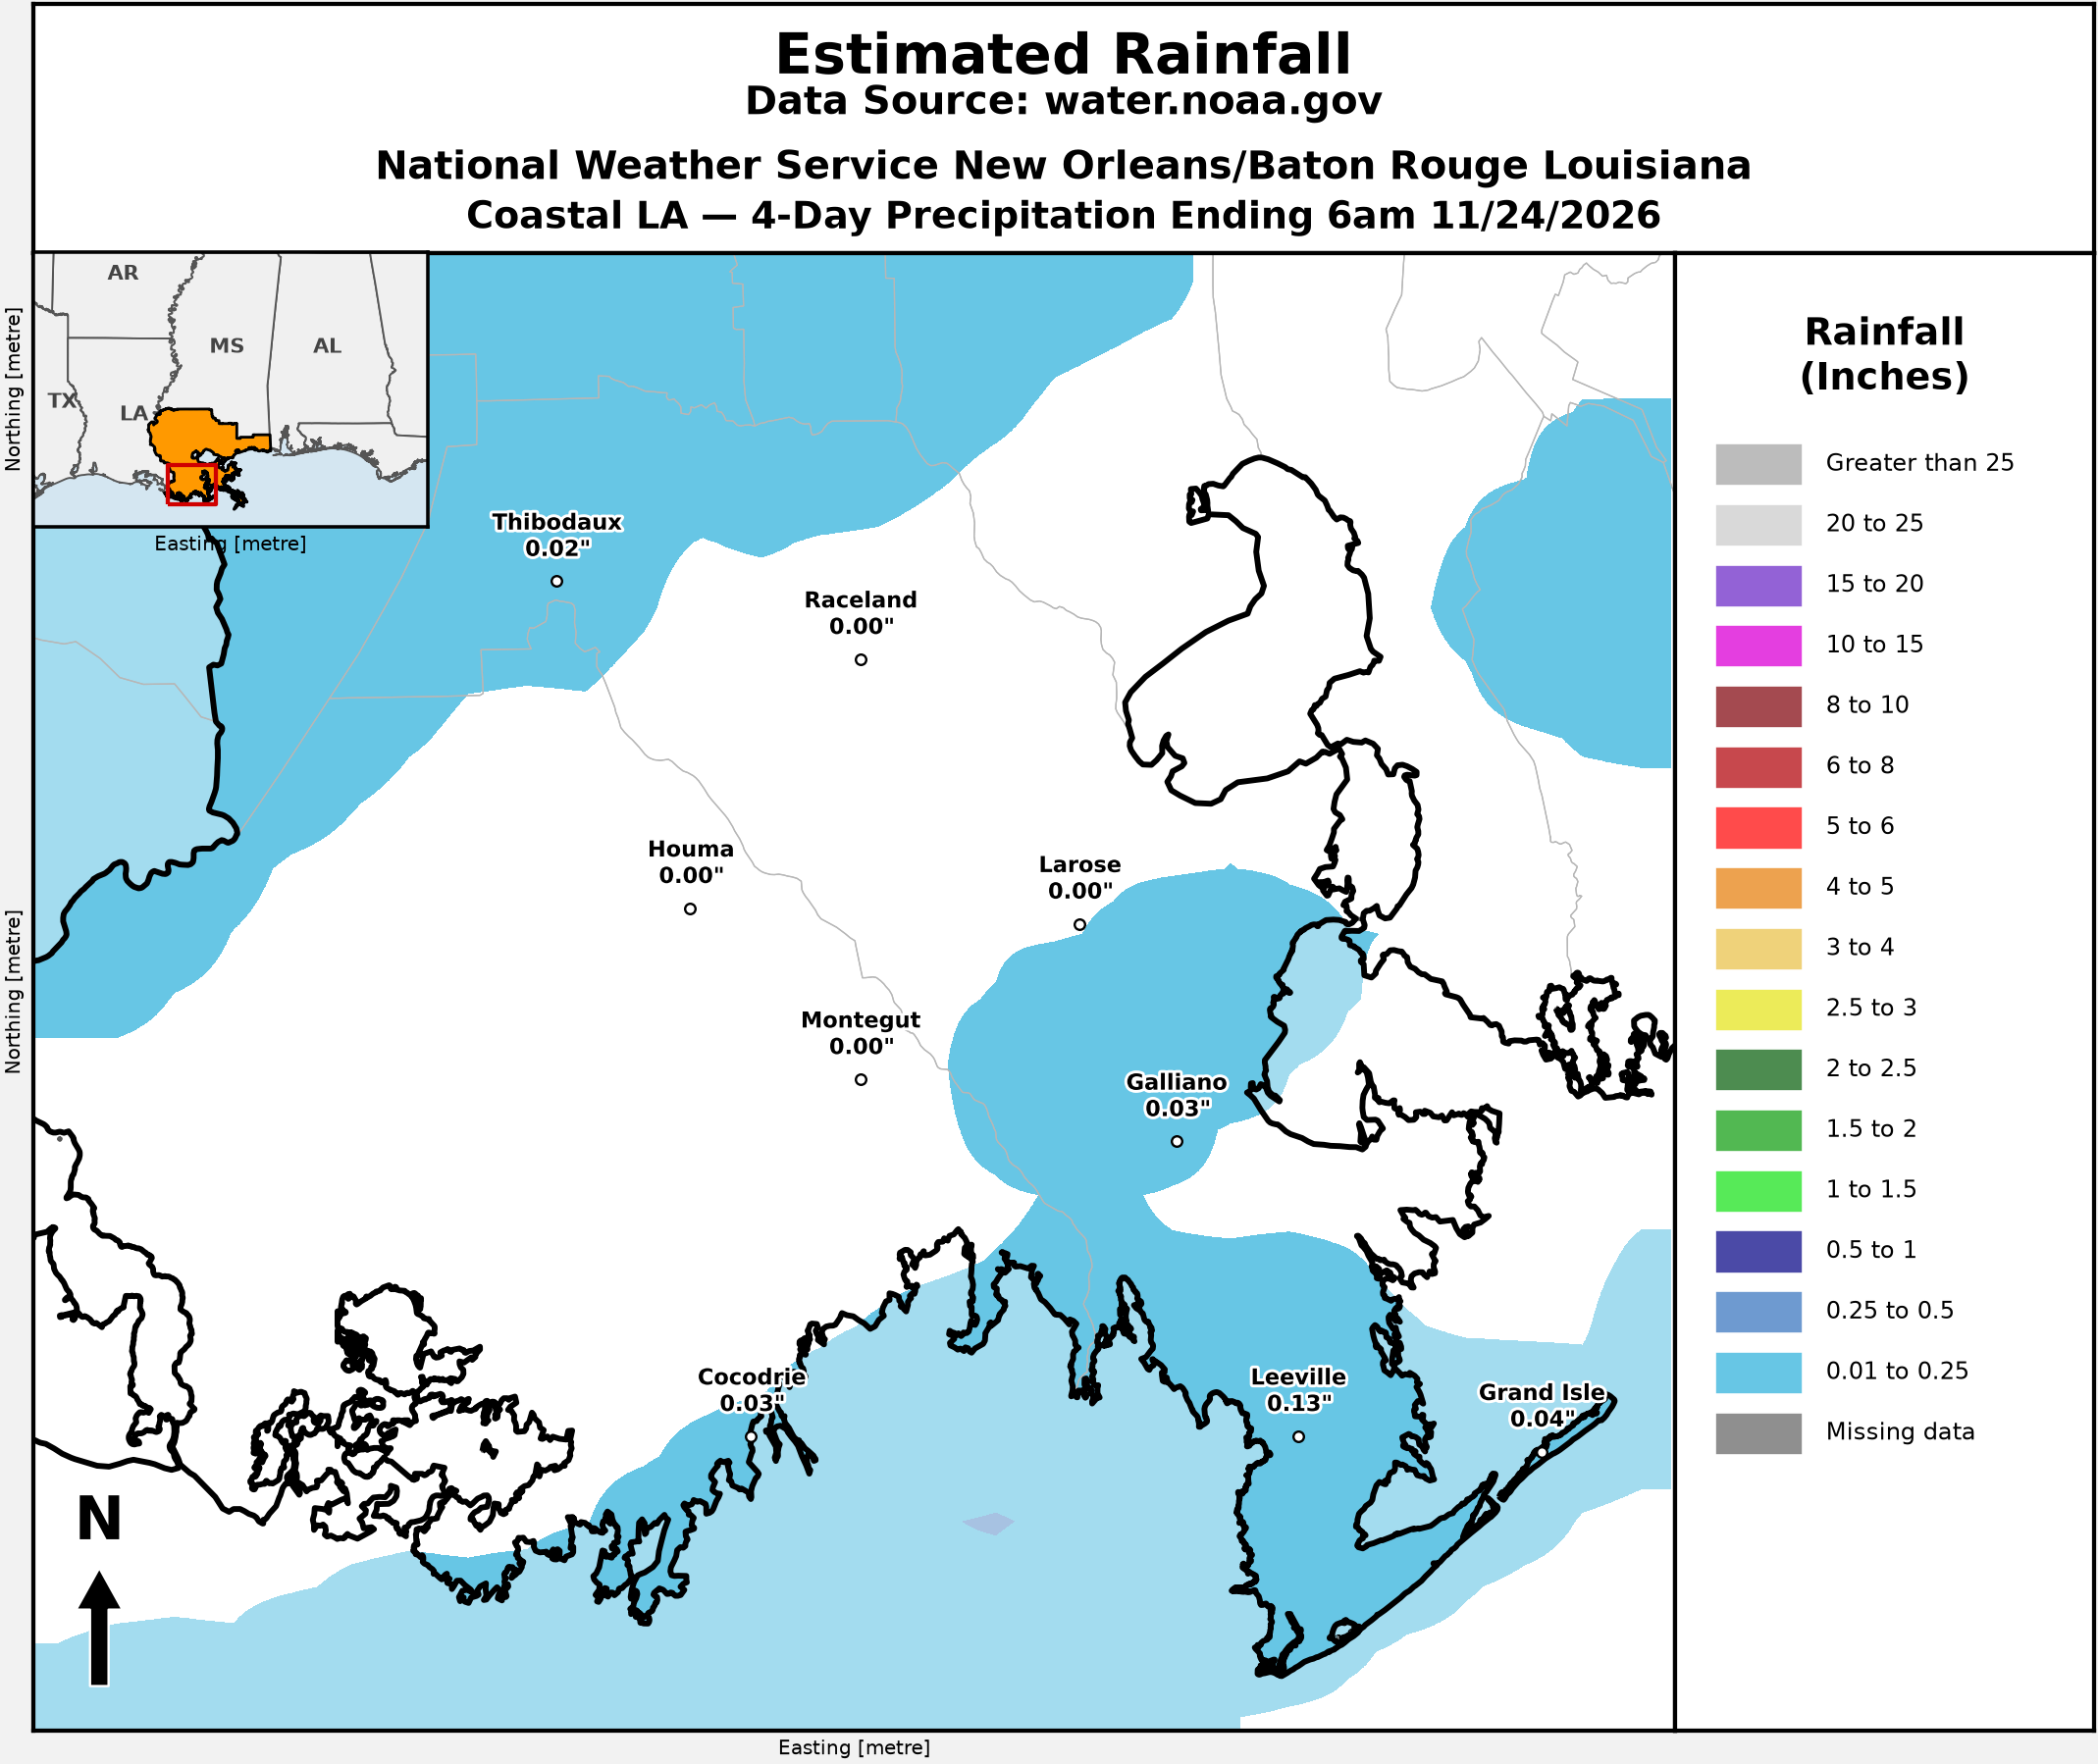 Estimated Rainfall
Data Source: water.noaa.gov
National Weather Service New Orleans/Baton Rouge Louisiana
Coastal LA — 4-Day Precipitation Ending 6am 11/24/2026
AR
MS
AL
TX
LA
Northing [metre]
Easting [metre]
Thibodaux
0.02"
Raceland
0.00"
Houma
0.00"
Larose
0.00"
Montegut
0.00"
Galliano
0.03"
Cocodrie
0.03"
Leeville
0.13"
Grand Isle
0.04"
N
Northing [metre]
Easting [metre]
Rainfall
(Inches)
Greater than 25
20 to 25
15 to 20
10 to 15
8 to 10
6 to 8
5 to 6
4 to 5
3 to 4
2.5 to 3
2 to 2.5
1.5 to 2
1 to 1.5
0.5 to 1
0.25 to 0.5
0.01 to 0.25
Missing data